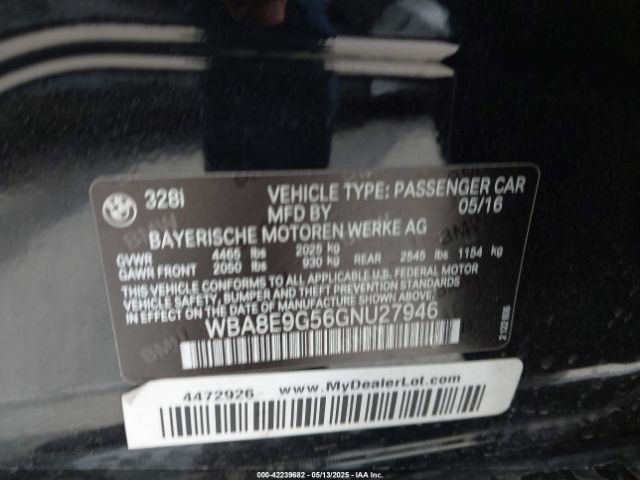 328i VEHICLE TYPE: PASSENGER CAR
MFD BY 05/16
BAYERISCHE MOTOREN WERKE AG
GVWR 4465 lbs 2025 kg
GAWR FRONT 2050 lbs 930 kg REAR 2545 lbs 1154 kg
THIS VEHICLE CONFORMS TO ALL APPLICABLE U.S. FEDERAL MOTOR
VEHICLE SAFETY, BUMPER AND THEFT PREVENTION STANDARDS
IN EFFECT ON THE DATE OF MANUFACTURE SHOWN ABOVE.
WBA8E9G56GNU27946
4472926 www.MyDealerLot.com
000-42239682 - 05/13/2025 - IAA Inc.